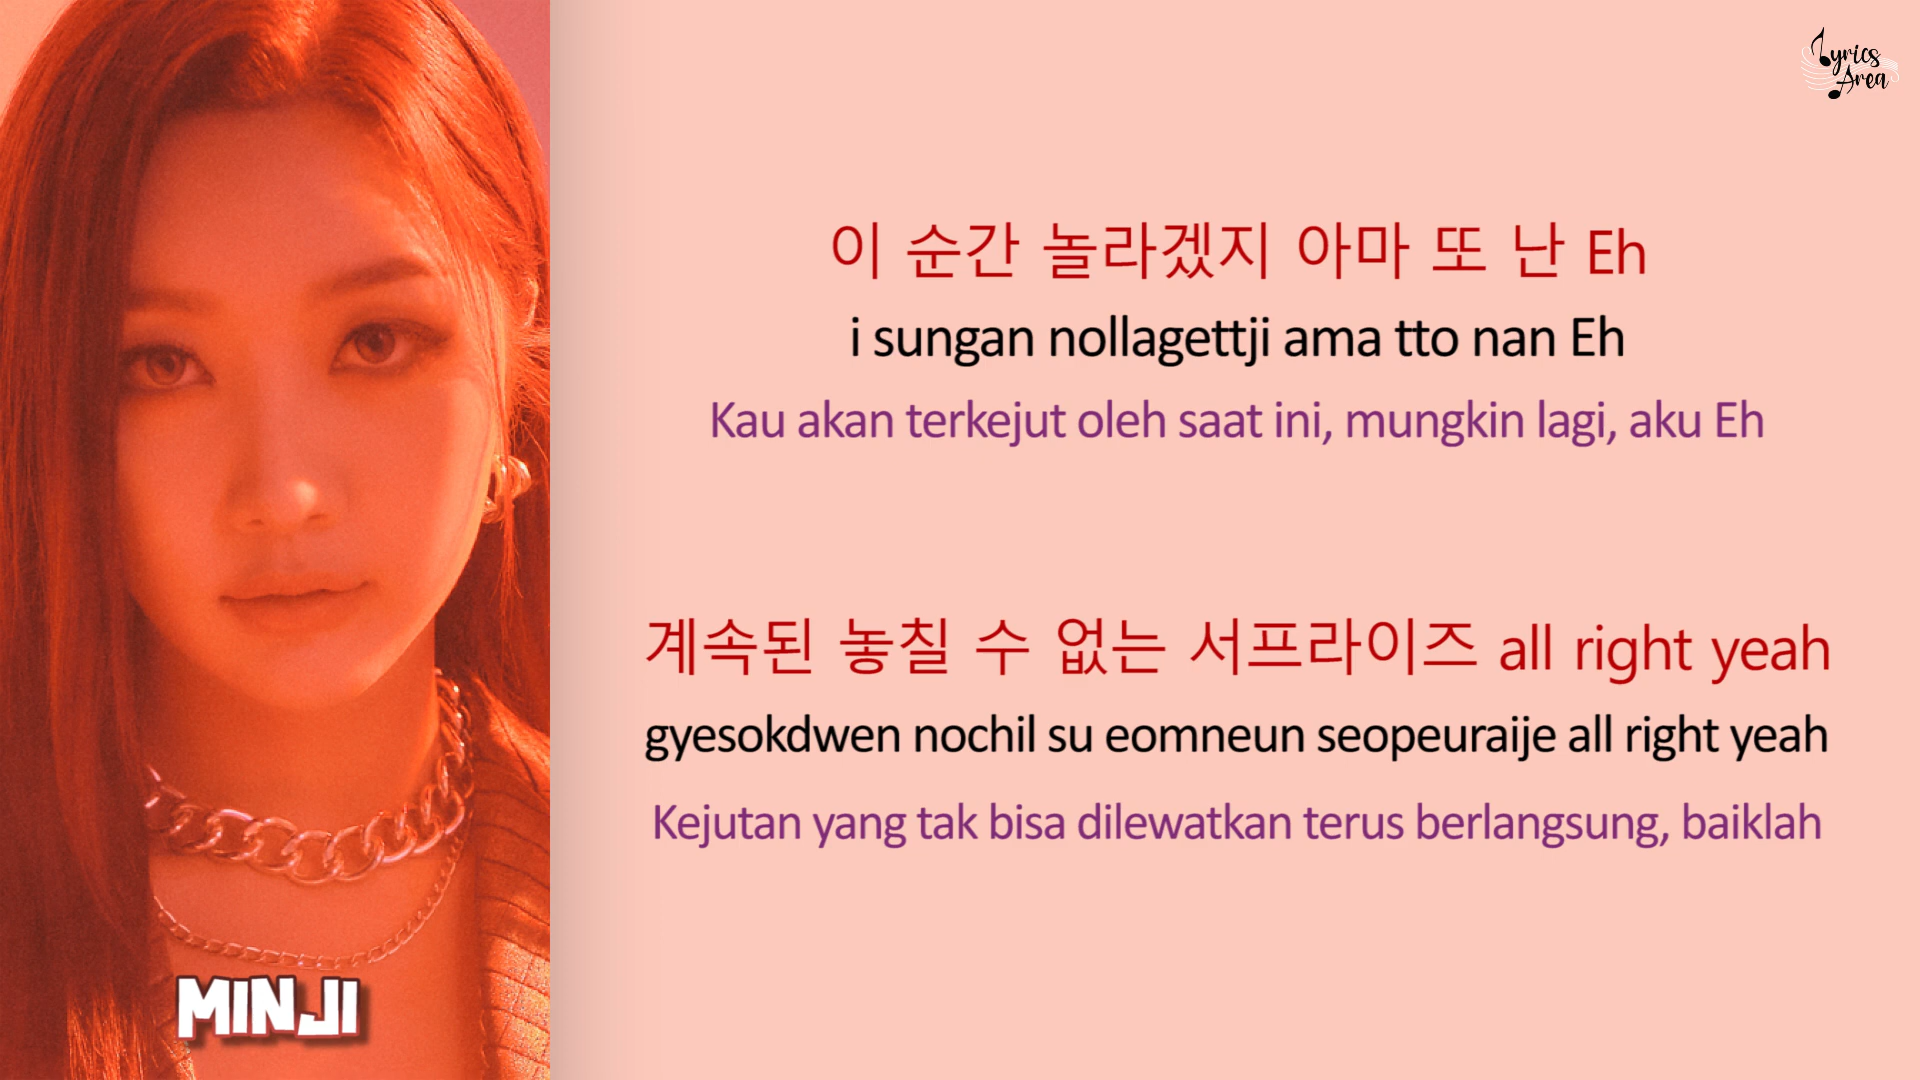 Lyrics
Area
이 순간 놀라겠지 아마 또 난 Eh
i sungan nollagettji ama tto nan Eh
Kau akan terkejut oleh saat ini, mungkin lagi, aku Eh
계속된 놓칠 수 없는 서프라이즈 all right yeah
gyesokdwen nochil su eomneun seopeuraije all right yeah
Kejutan yang tak bisa dilewatkan terus berlangsung, baiklah
MINJI